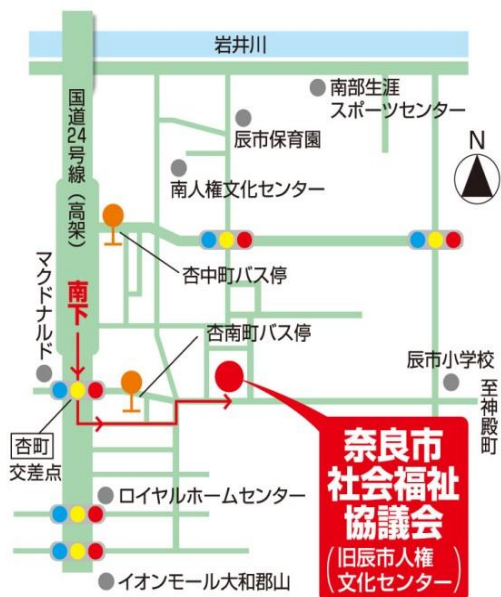 岩井川
国道24号線（高架）
南部生涯
スポーツセンター
辰市保育園
南人権文化センター
N
マクドナルド
南下
杏中町バス停
杏南町バス停
辰市小学校
至神殿町
杏町
交差点
奈良市
社会福祉
協議会
（旧辰市人権
文化センター）
ロイヤルホームセンター
イオンモール大和郡山